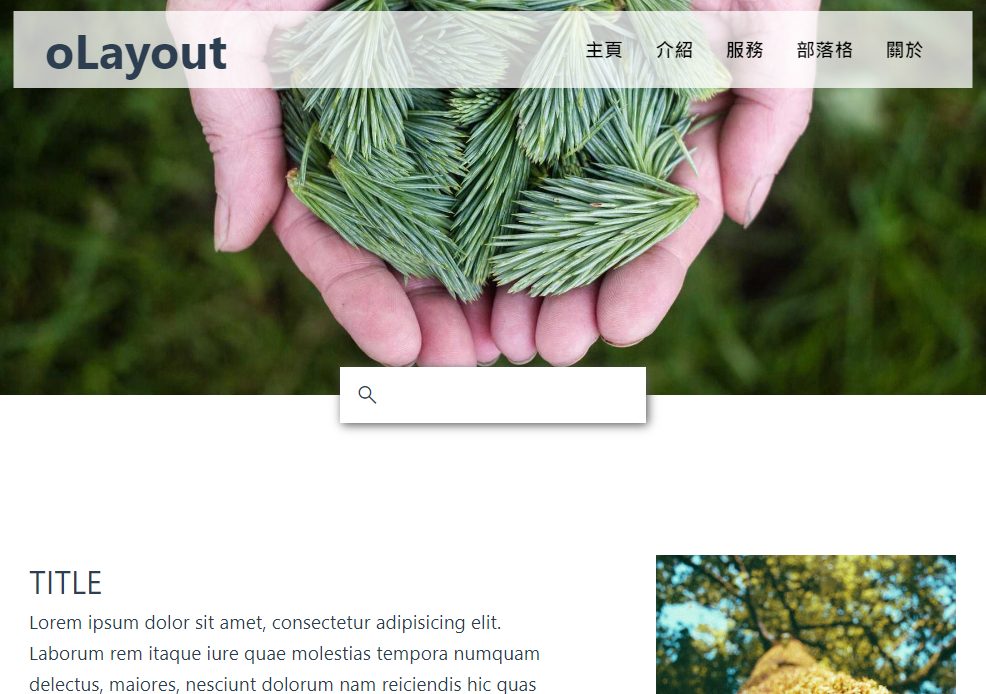 oLayout
主頁 介紹 服務 部落格 關於
TITLE
Lorem ipsum dolor sit amet, consectetur adipisicing elit.
Laborum rem itaque iure quae molestias tempora numquam
delectus, maiores, nesciunt dolorum nam reiciendis hic quas